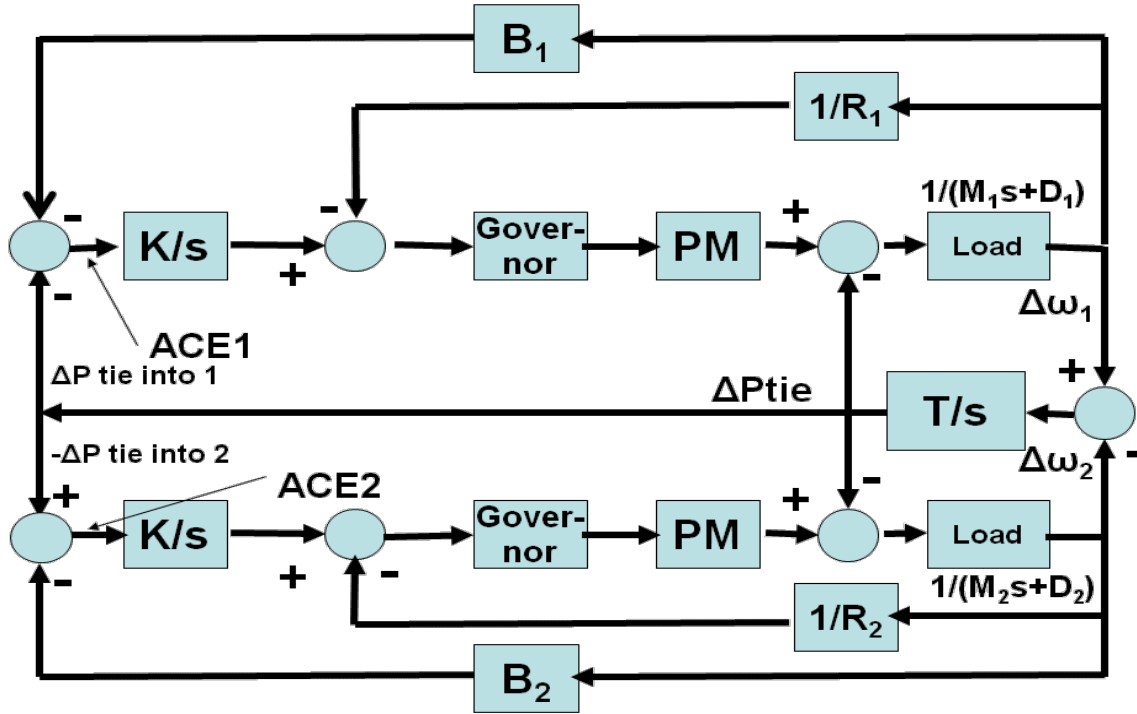 B₁
1/R₁
1/(M₁s+D₁)
-
-
+
K/s
Gover-
nor
PM
Load
+
-
-
Δω₁
ACE1
ΔP tie into 1
+
ΔPtie
T/s
-ΔP tie into 2
Δω₂
-
+
ACE2
-
+
K/s
Gover-
nor
PM
Load
-
+
-
1/(M₂s+D₂)
1/R₂
B₂